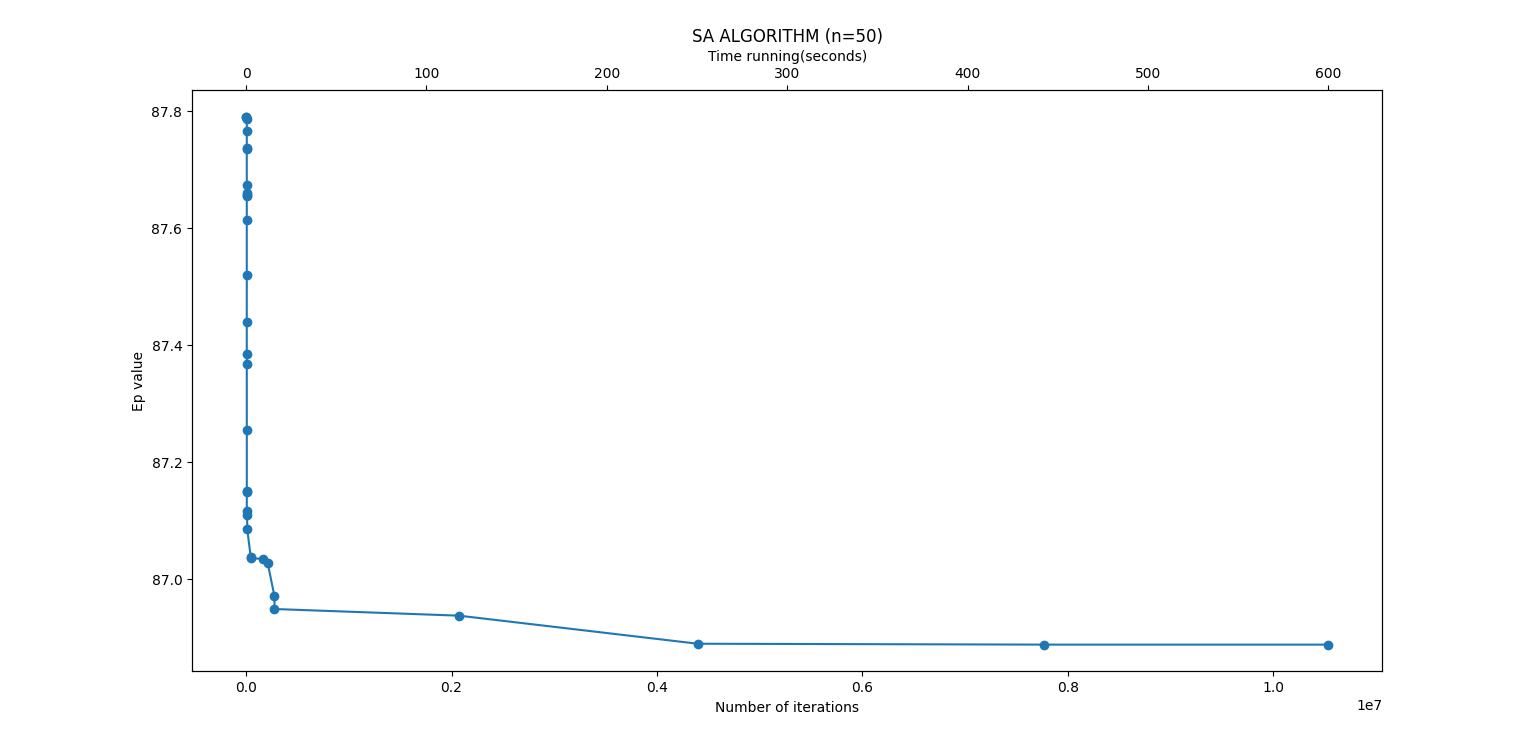 SA ALGORITHM (n=50)
Time running(seconds)
0 100 200 300 400 500 600
87.8
87.6
87.4
87.2
87.0
Ep value
0.0 0.2 0.4 0.6 0.8 1.0
1e7
Number of iterations